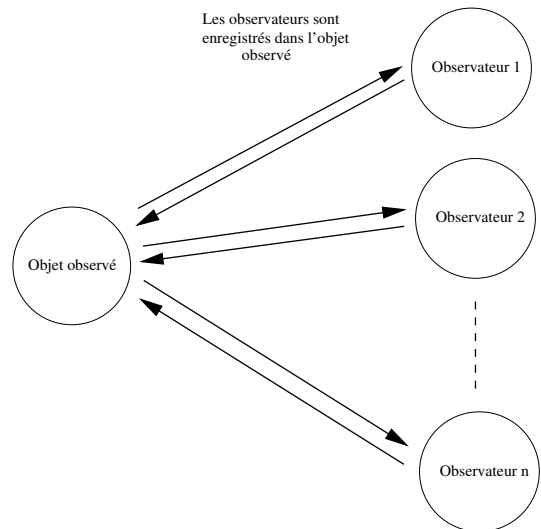 Les observateurs sont
enregistrés dans l'objet
observé
Observateur 1
Observateur 2
Objet observé
Observateur n